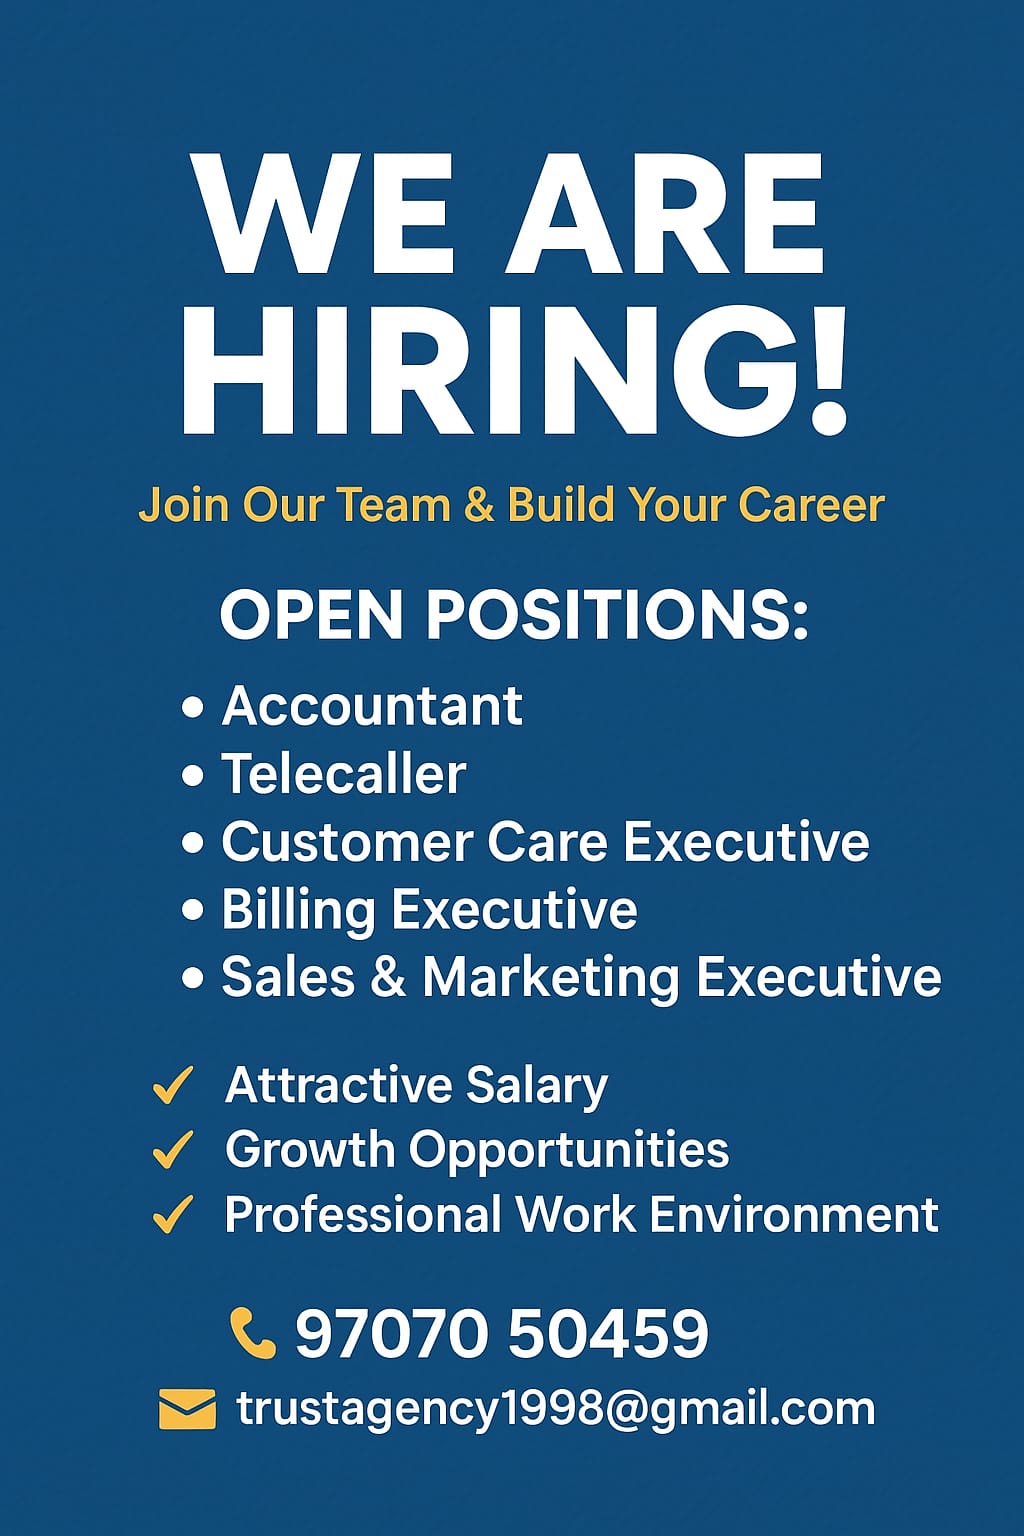 WE ARE
HIRING!
Join Our Team & Build Your Career
OPEN POSITIONS:
• Accountant
• Telecaller
• Customer Care Executive
• Billing Executive
• Sales & Marketing Executive
✓ Attractive Salary
✓ Growth Opportunities
✓ Professional Work Environment
97070 50459
trustagency1998@gmail.com